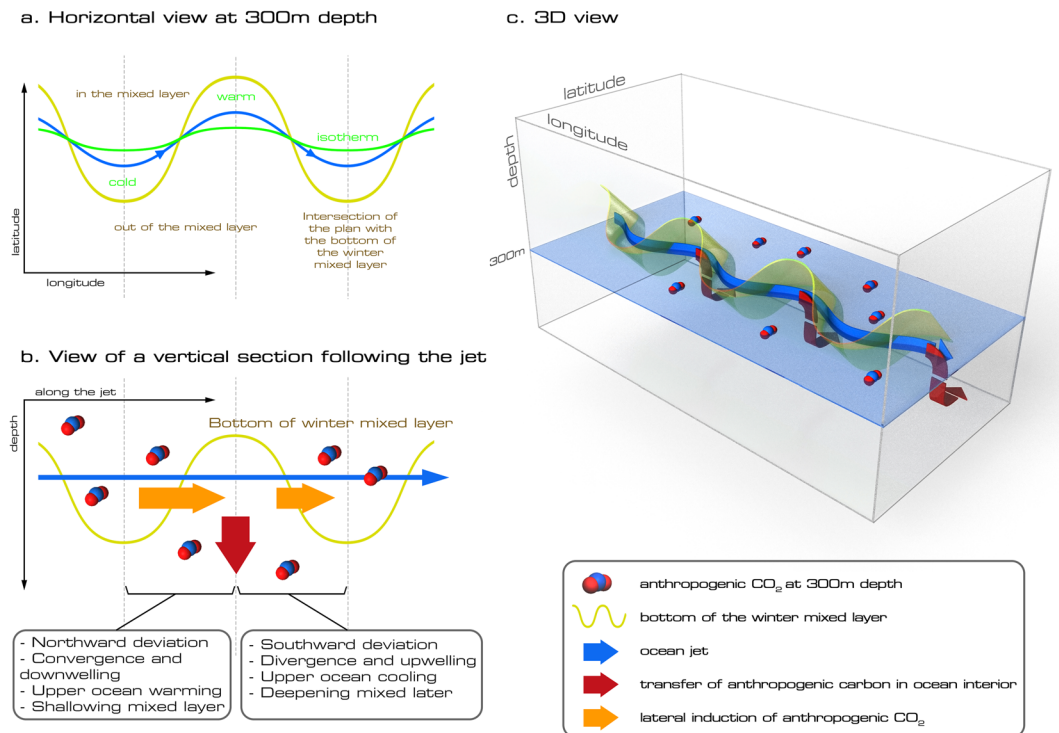 a. Horizontal view at 300m depth
in the mixed layer
warm
isotherm
cold
out of the mixed layer
Intersection of
the plan with
the bottom of
the winter
mixed layer
latitude
longitude
b. View of a vertical section following the jet
along the jet
depth
Bottom of winter mixed layer
- Northward deviation
- Convergence and
downwelling
- Upper ocean warming
- Shallowing mixed layer
- Southward deviation
- Divergence and upwelling
- Upper ocean cooling
- Deepening mixed later
c. 3D view
latitude
longitude
depth
300m
anthropogenic CO₂ at 300m depth
bottom of the winter mixed layer
ocean jet
transfer of anthropogenic carbon in ocean interior
lateral induction of anthropogenic CO₂